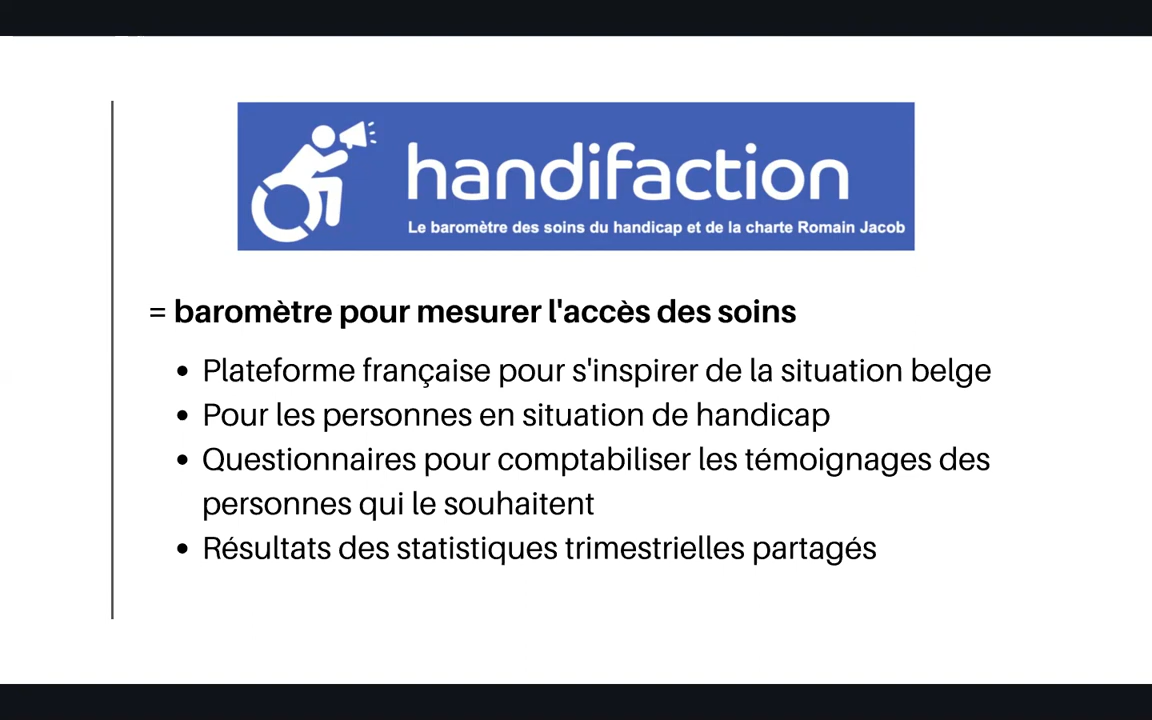 handifaction
Le baromètre des soins du handicap et de la charte Romain Jacob
= baromètre pour mesurer l'accès des soins
• Plateforme française pour s'inspirer de la situation belge
• Pour les personnes en situation de handicap
• Questionnaires pour comptabiliser les témoignages des
personnes qui le souhaitent
• Résultats des statistiques trimestrielles partagés